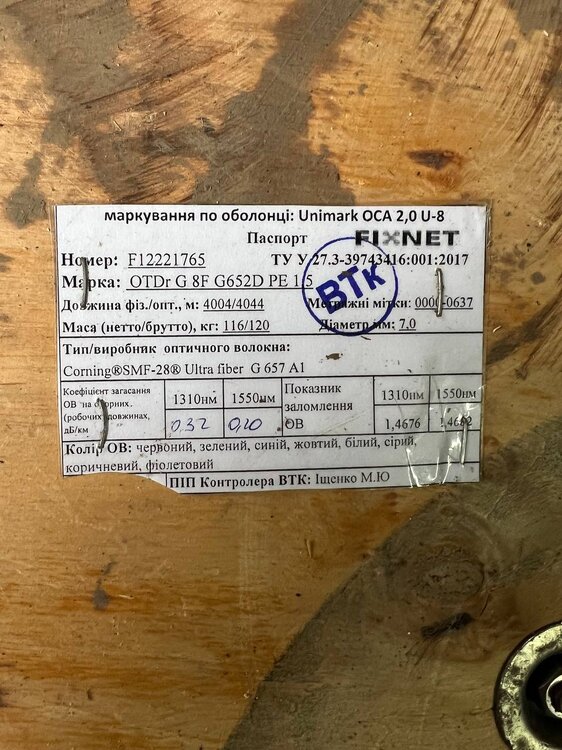 маркування по оболонці: Unimark ОСА 2,0 U-8
Паспорт FIXNET
Номер: F12221765 ТУ У 27.3-39743416:001:2017
Марка: OTDr G 8F G652D PE 1.5
Довжина фіз./опт., м: 4004/4044 Метражні мітки: 0000-0637
Маса (нетто/брутто), кг: 116/120 Діаметр мм: 7,0
ВТК
Тип/виробник оптичного волокна:
Corning®SMF-28® Ultra fiber G 657 A1
Коефіцієнт загасання ОВ на опорних. (робочих) довжинах, дБ/км 1310нм 1550нм Показник заломлення ОВ 1310нм 1550нм
0.32 0,20 1,4676 1,4682
Колір ОВ: червоний, зелений, синій, жовтий, білий, сірий,
коричневий, фіолетовий
ПІП Контролера ВТК: Іщенко М.Ю